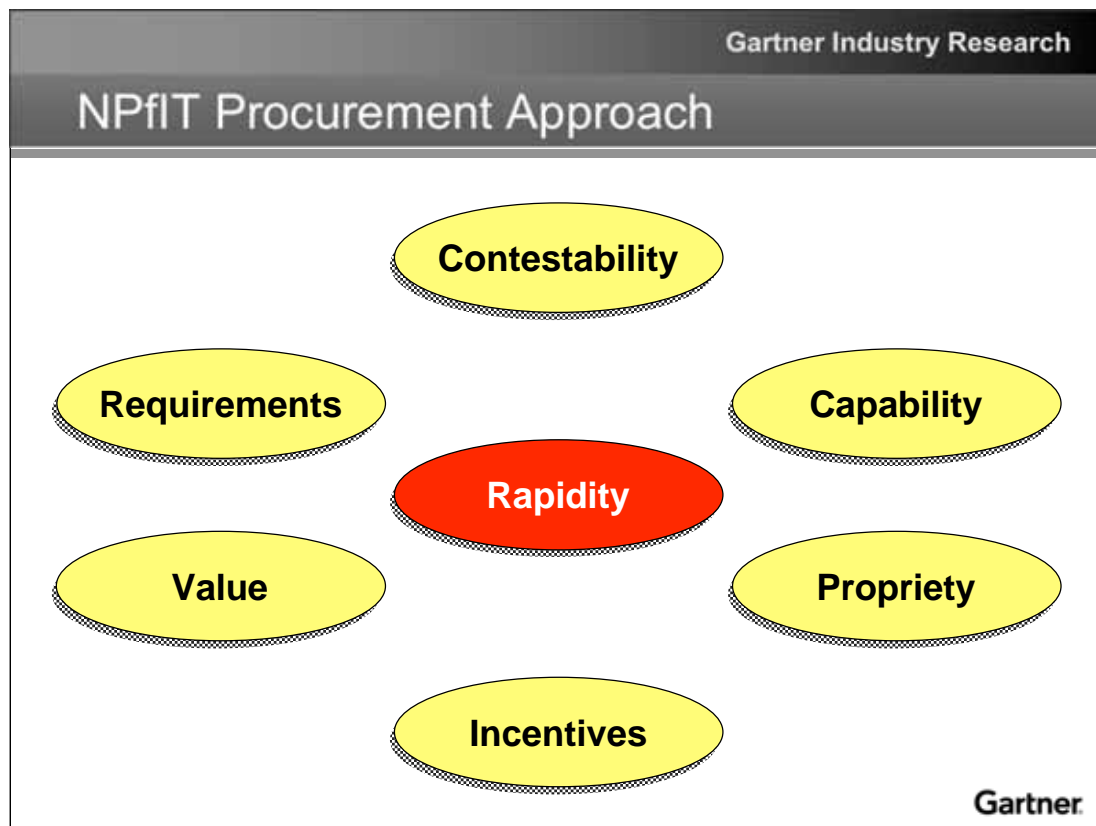 Gartner Industry Research
NPfIT Procurement Approach
Contestability
Requirements
Capability
Rapidity
Value
Propriety
Incentives
Gartner